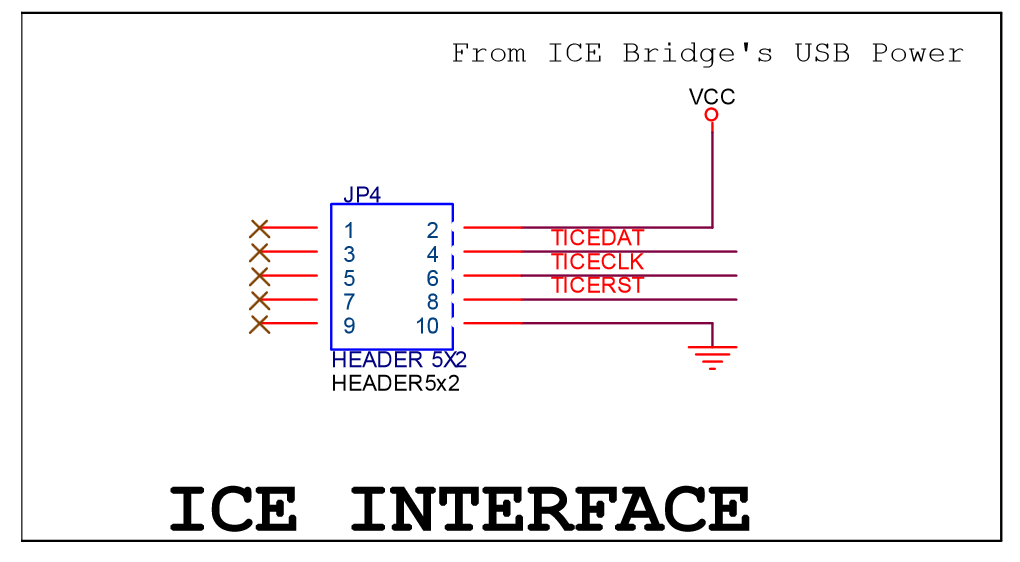 From ICE Bridge's USB Power
VCC
JP4
1 2
TICEDAT
3 4
TICECLK
5 6
TICERST
7 8
9 10
HEADER 5X2
HEADER5x2
ICE INTERFACE